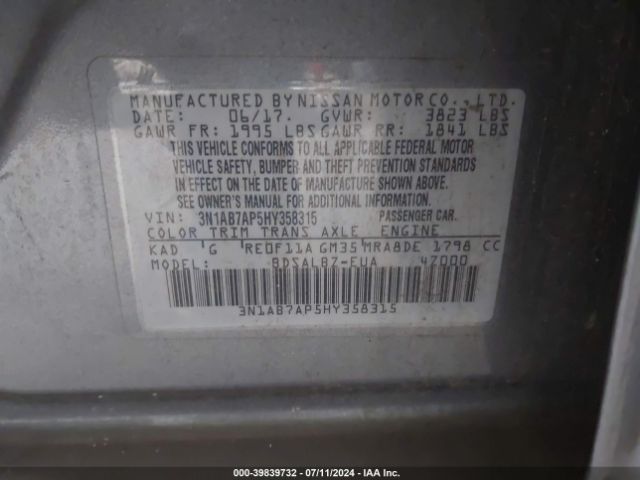 MANUFACTURED BY NISSAN MOTOR CO., LTD.
DATE: 06/17. GVWR: 3823 LBS
GAWR FR: 1995 LBS GAWR RR: 1841 LBS
THIS VEHICLE CONFORMS TO ALL APPLICABLE FEDERAL MOTOR
VEHICLE SAFETY, BUMPER AND THEFT PREVENTION STANDARDS
IN EFFECT ON THE DATE OF MANUFACTURE SHOWN ABOVE.
SEE OWNER'S MANUAL FOR ADDITIONAL INFORMATION.
VIN: 3N1AB7AP5HY358315 PASSENGER CAR.
COLOR TRIM TRANS AXLE ENGINE
KAD G RE0F11A GM35 MRA8DE 1798 CC
MODEL: BDSALBZ-EUA 47000
3N1AB7AP5HY358315
© IN-39839732 / 07/11/2024 - IAA Inc.